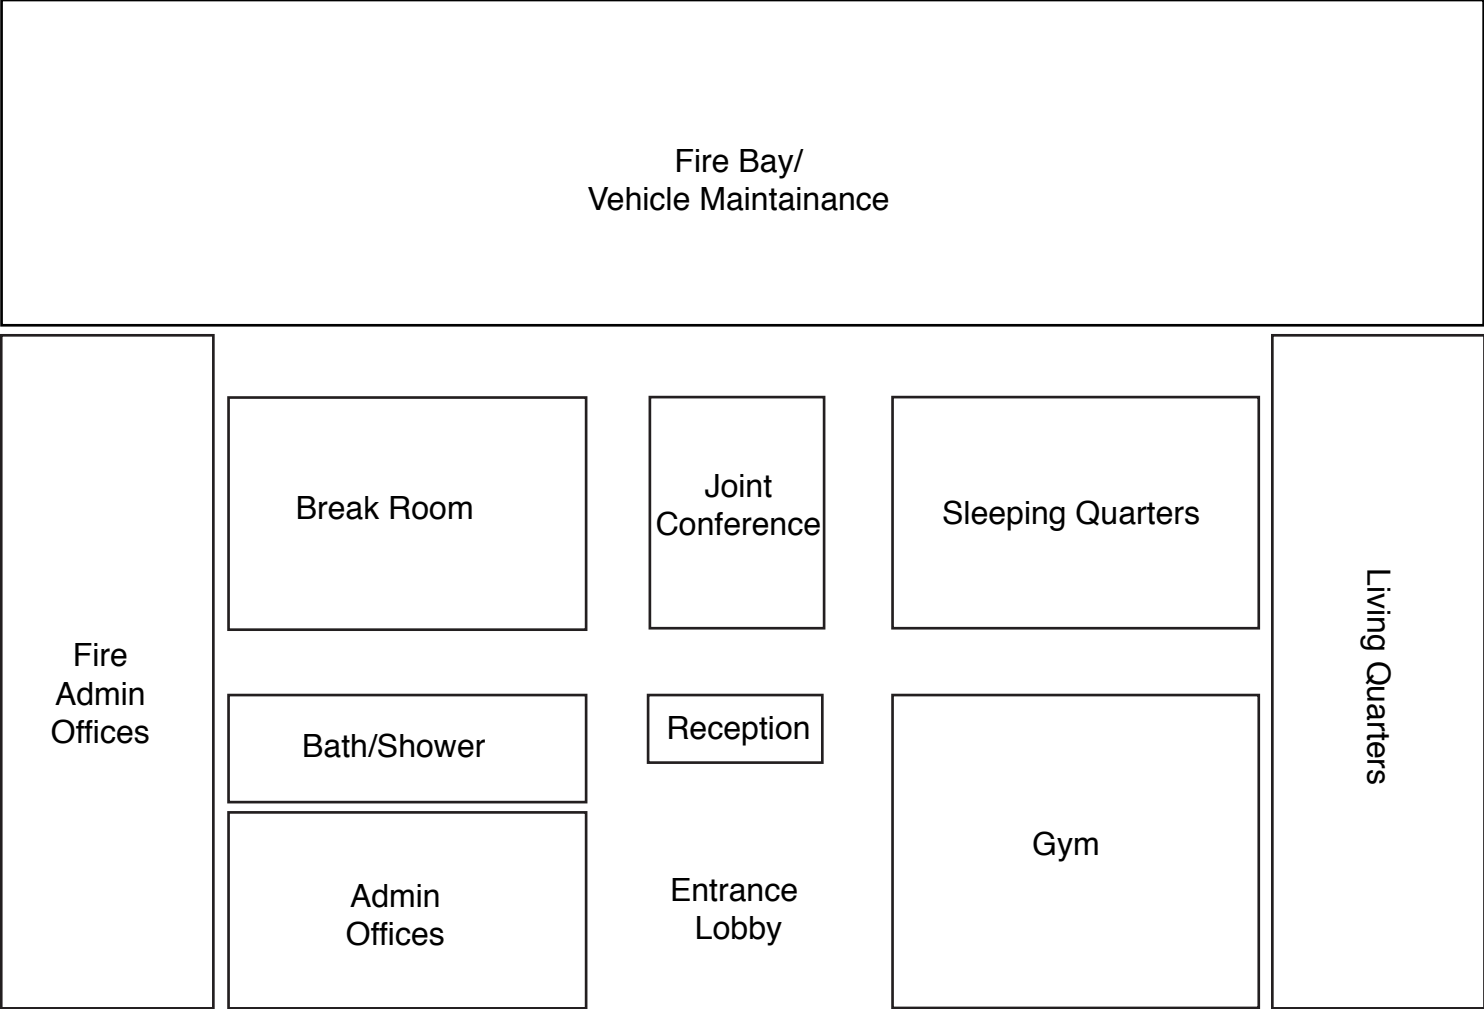 Fire Bay/
Vehicle Maintainance
Break Room
Joint
Conference
Sleeping Quarters
Living Quarters
Fire
Admin
Offices
Bath/Shower
Reception
Gym
Admin
Offices
Entrance
Lobby